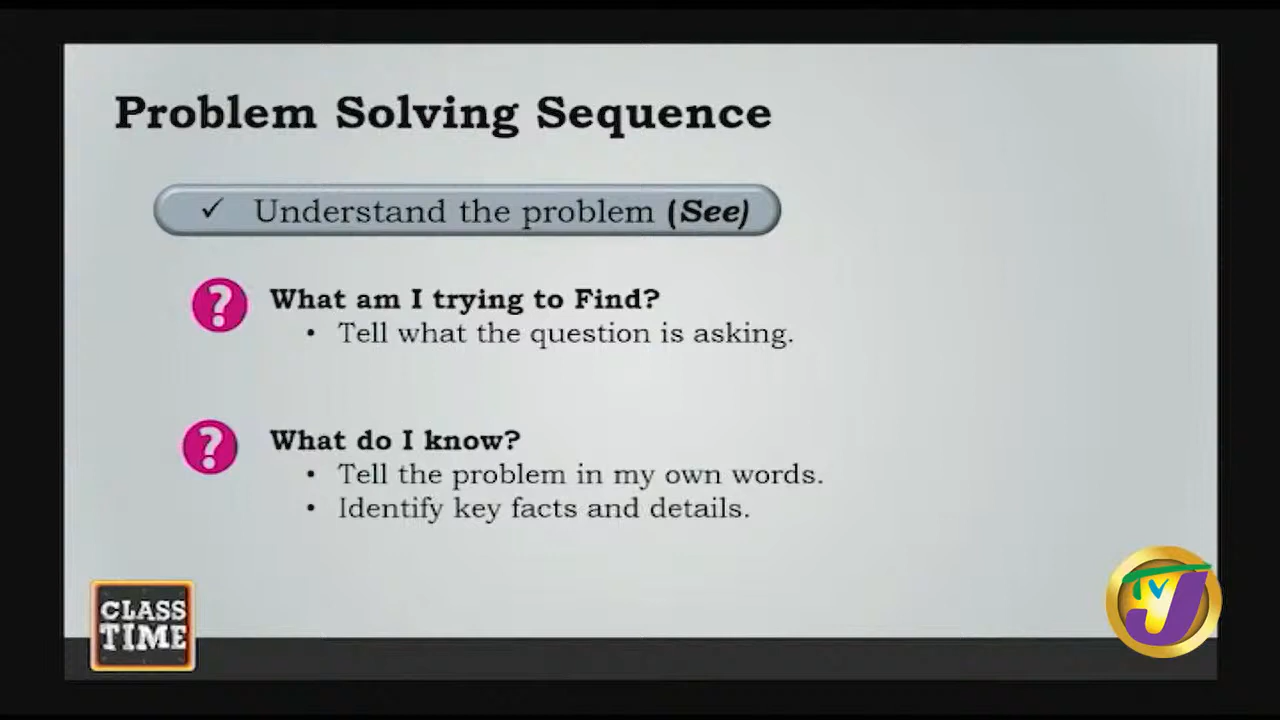 Problem Solving Sequence
✓ Understand the problem (See)
? What am I trying to Find?
• Tell what the question is asking.
? What do I know?
• Tell the problem in my own words.
• Identify key facts and details.
CLASS
TIME
TVJ